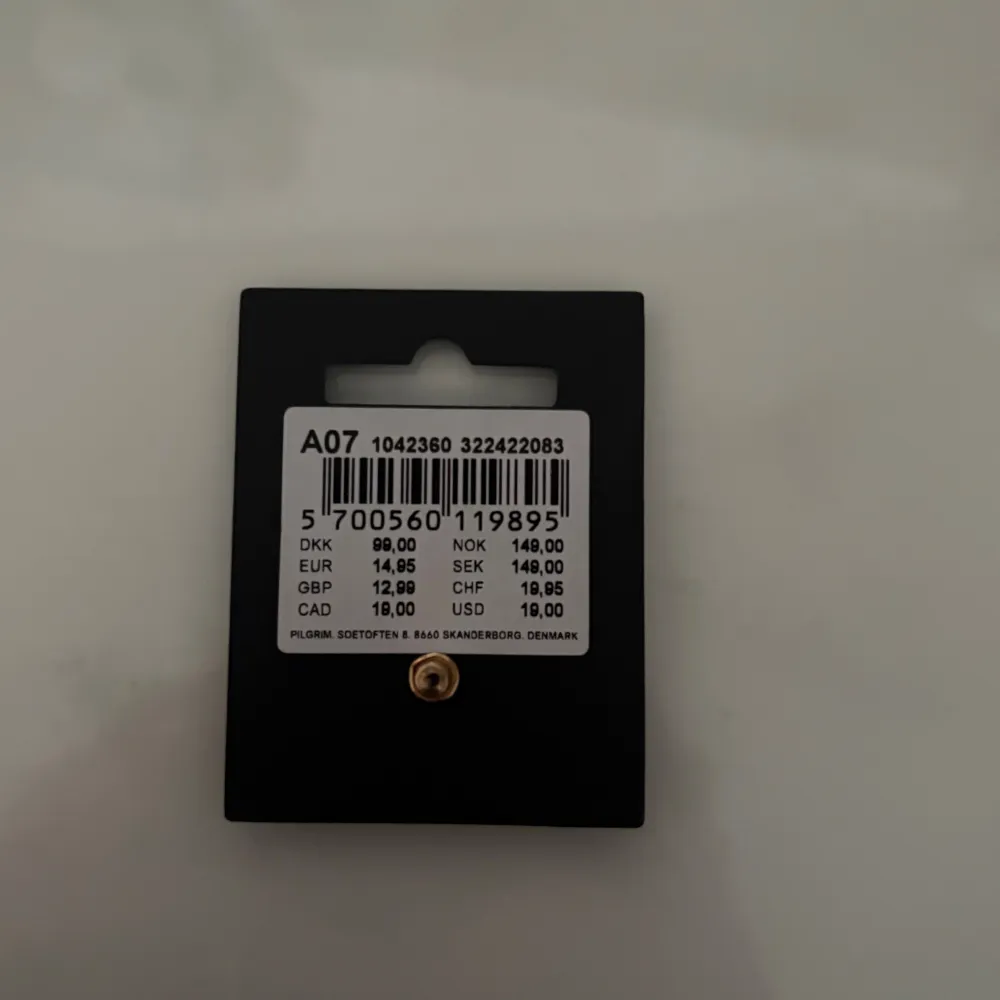 A07 1042360 322422083
5 700560 119895
DKK 99,00 NOK 149,00
EUR 14,95 SEK 149,00
GBP 12,99 CHF 19,95
CAD 19,00 USD 19,00
PILGRIM. SDETOFTEN 8. 8660 SKANDERBORG. DENMARK